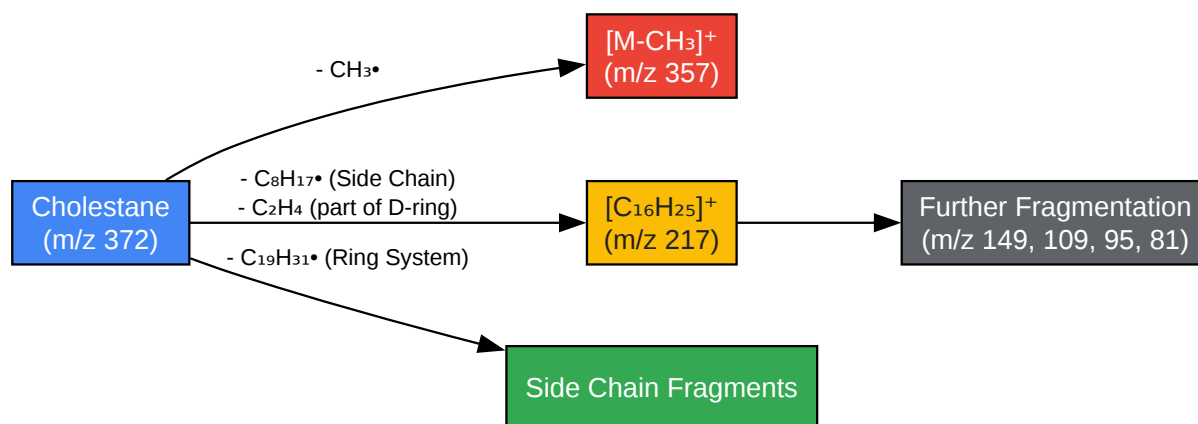 [M-CH₃]⁺
(m/z 357)
- CH₃•
- C₈H₁₇• (Side Chain)
- C₂H₄ (part of D-ring)
Cholestane
(m/z 372)
[C₁₆H₂₅]⁺
(m/z 217)
Further Fragmentation
(m/z 149, 109, 95, 81)
- C₁₉H₃₁• (Ring System)
Side Chain Fragments